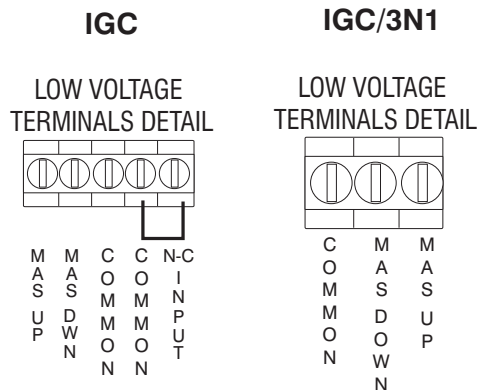 IGC
LOW VOLTAGE
TERMINALS DETAIL
MAS UP
MAS DWN
COMMON
COMMON
N-C INPUT
IGC/3N1
LOW VOLTAGE
TERMINALS DETAIL
COMMON
MAS DOWN
MAS UP